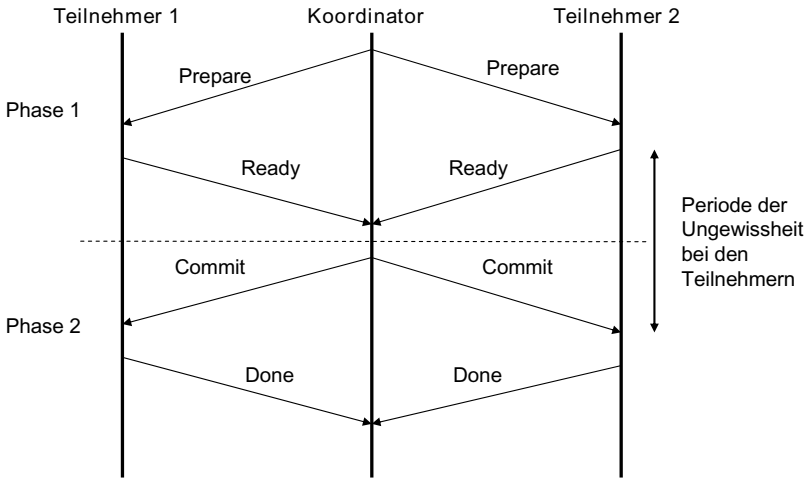 Teilnehmer 1
Koordinator
Teilnehmer 2
Prepare
Prepare
Phase 1
Ready
Ready
Periode der
Ungewissheit
bei den
Teilnehmern
Commit
Commit
Phase 2
Done
Done